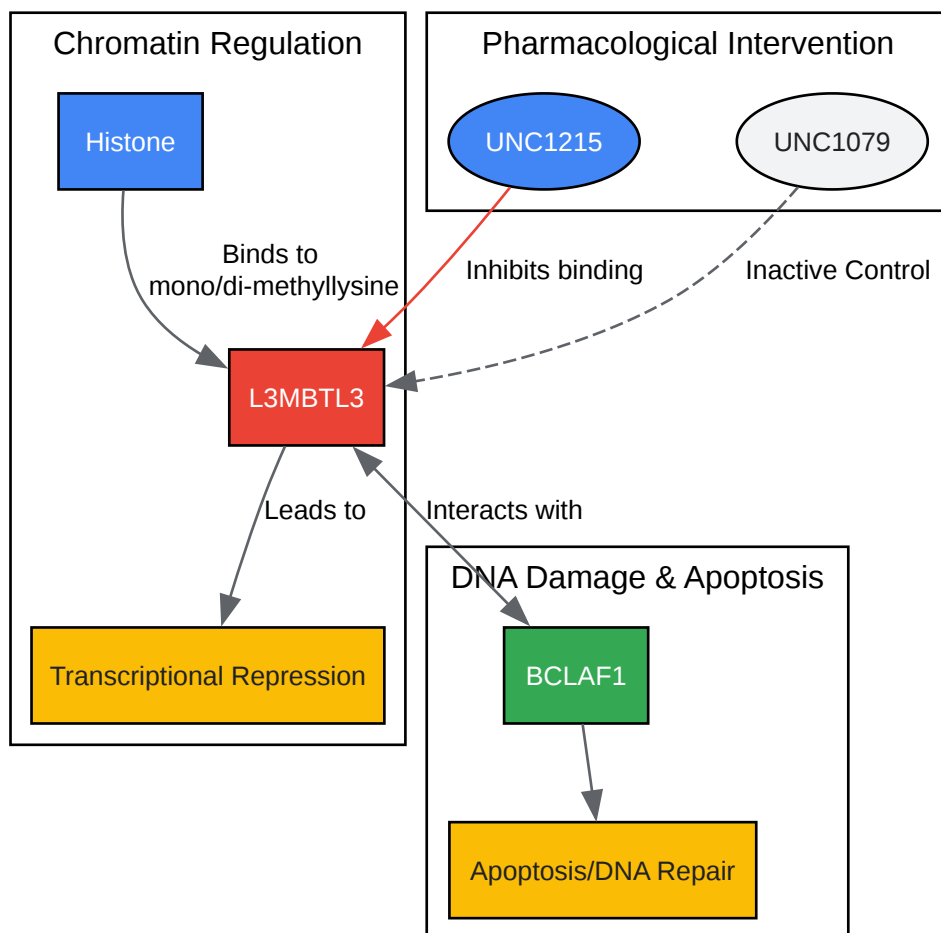 Chromatin Regulation
Pharmacological Intervention
Histone
UNC1215
UNC1079
Binds to
mono/di-methyllysine
Inhibits binding
Inactive Control
L3MBTL3
Leads to
Interacts with
DNA Damage & Apoptosis
Transcriptional Repression
BCLAF1
Apoptosis/DNA Repair